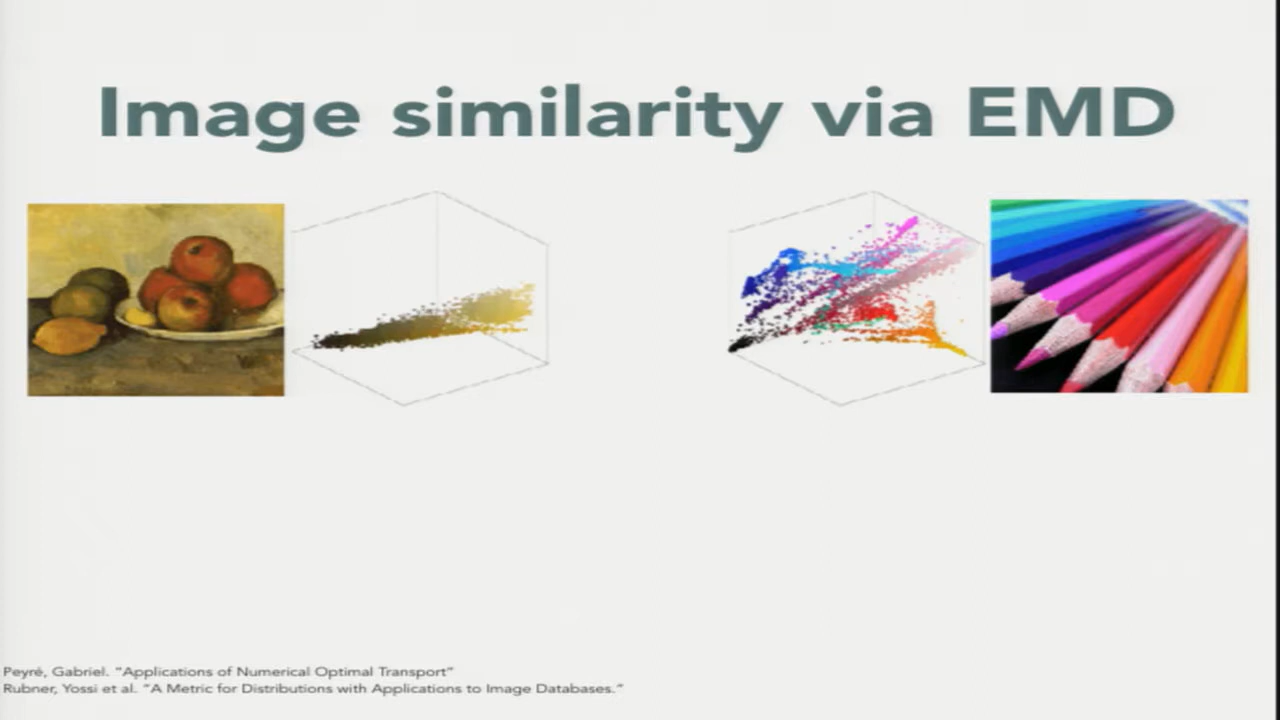 Image similarity via EMD
Peyré, Gabriel. “Applications of Numerical Optimal Transport”
Rubner, Yossi et al. “A Metric for Distributions with Applications to Image Databases.”